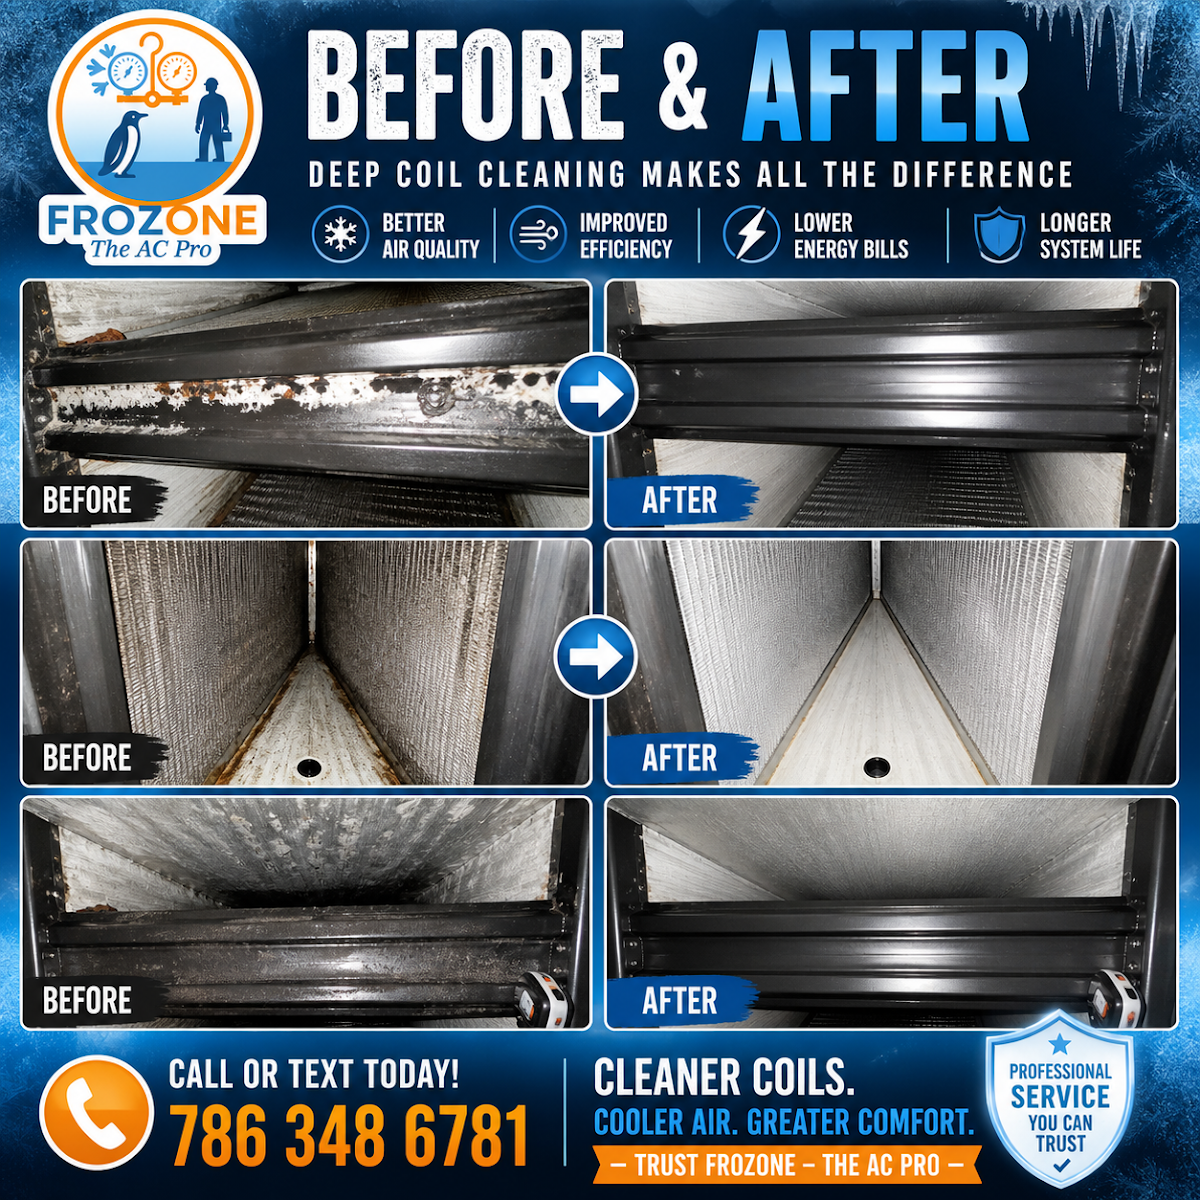 BEFORE & AFTER
DEEP COIL CLEANING MAKES ALL THE DIFFERENCE
FROZONE
The AC Pro
BETTER
AIR QUALITY
IMPROVED
EFFICIENCY
LOWER
ENERGY BILLS
LONGER
SYSTEM LIFE
BEFORE
AFTER
BEFORE
AFTER
BEFORE
AFTER
CALL OR TEXT TODAY!
786 348 6781
CLEANER COILS.
COOLER AIR. GREATER COMFORT.
– TRUST FROZONE – THE AC PRO –
PROFESSIONAL
SERVICE
YOU CAN
TRUST